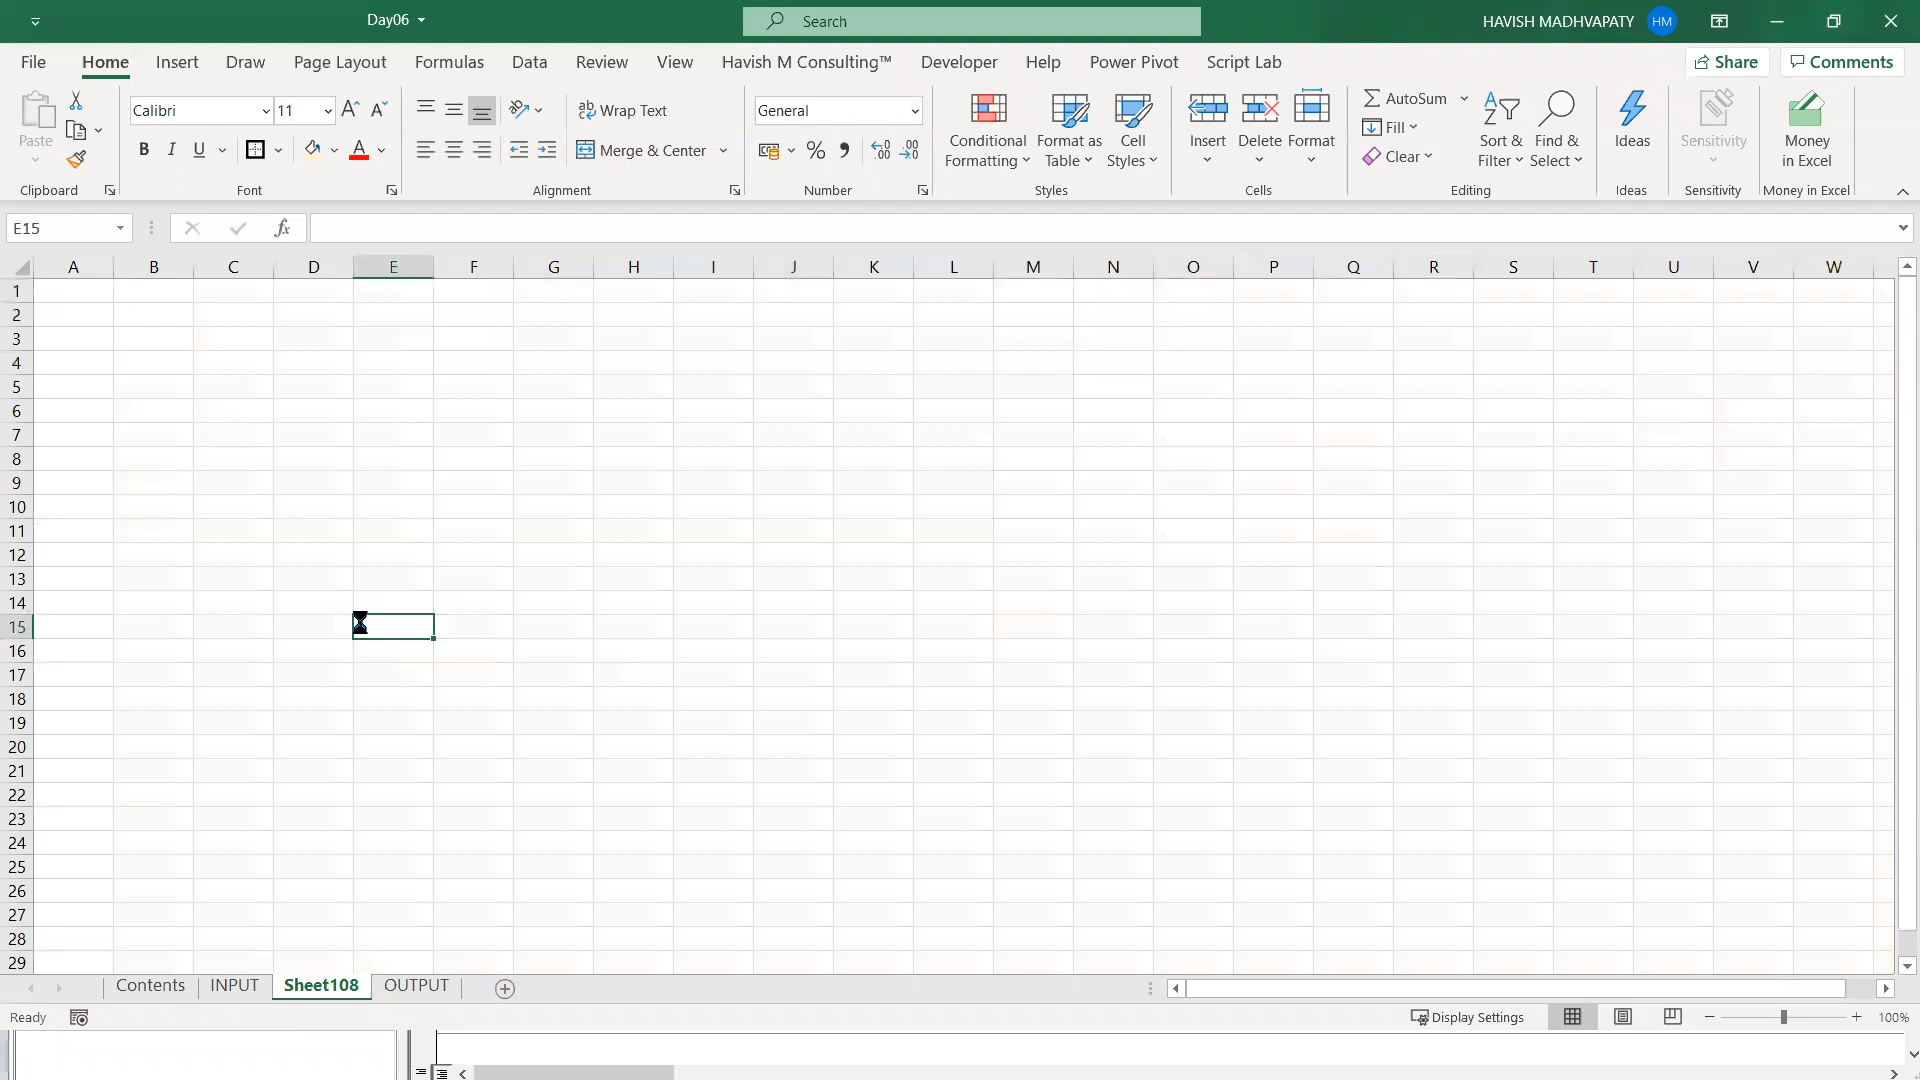 Day06
Search
HAVISH MADHVAPATY HM
File Home Insert Draw Page Layout Formulas Data Review View Havish M Consulting™ Developer Help Power Pivot Script Lab Share Comments
Paste
Calibri 11
Wrap Text
Merge & Center
General
Conditional Formatting
Format as Table
Cell Styles
Insert Delete Format
AutoSum
Fill
Clear
Sort & Filter
Find & Select
Ideas
Sensitivity
Money in Excel
Clipboard Font Alignment Number Styles Cells Editing Ideas Sensitivity Money in Excel
E15 fx
A B C D E F G H I J K L M N O P Q R S T U V W
1
2
3
4
5
6
7
8
9
10
11
12
13
14
15
16
17
18
19
20
21
22
23
24
25
26
27
28
29
Contents INPUT Sheet108 OUTPUT
Ready Display Settings 100%